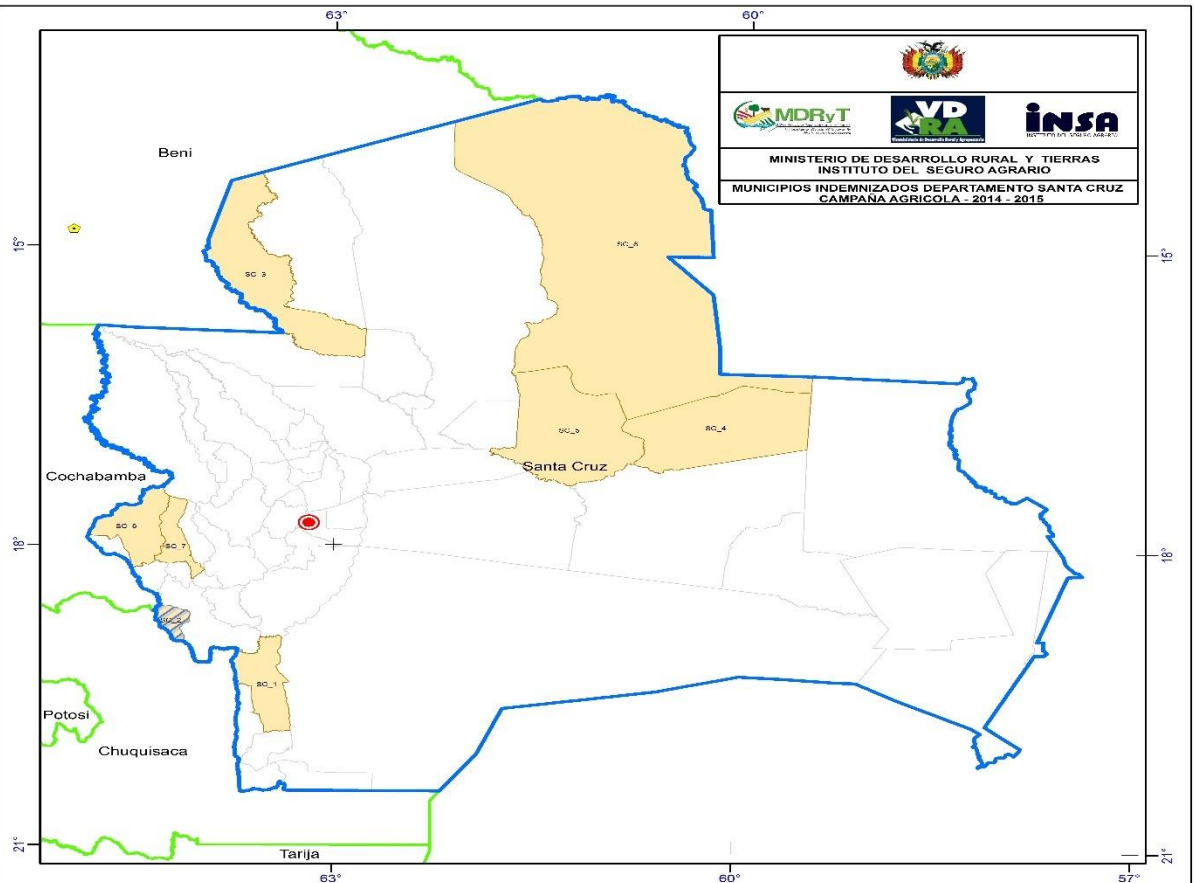 63°
60°
MDRyT
VD
RA
INSA
MINISTERIO DE DESARROLLO RURAL Y TIERRAS
INSTITUTO DEL SEGURO AGRARIO
MUNICIPIOS INDEMNIZADOS DEPARTAMENTO SANTA CRUZ
CAMPAÑA AGRICOLA - 2014 - 2015
Beni
15°
15°
SC_3
SC_5
SC_4
Santa Cruz
Cochabamba
SC_7
18°
18°
SC_2
SC_1
Potosi
Chuquisaca
21°
21°
Tarija
63°
60°
57°